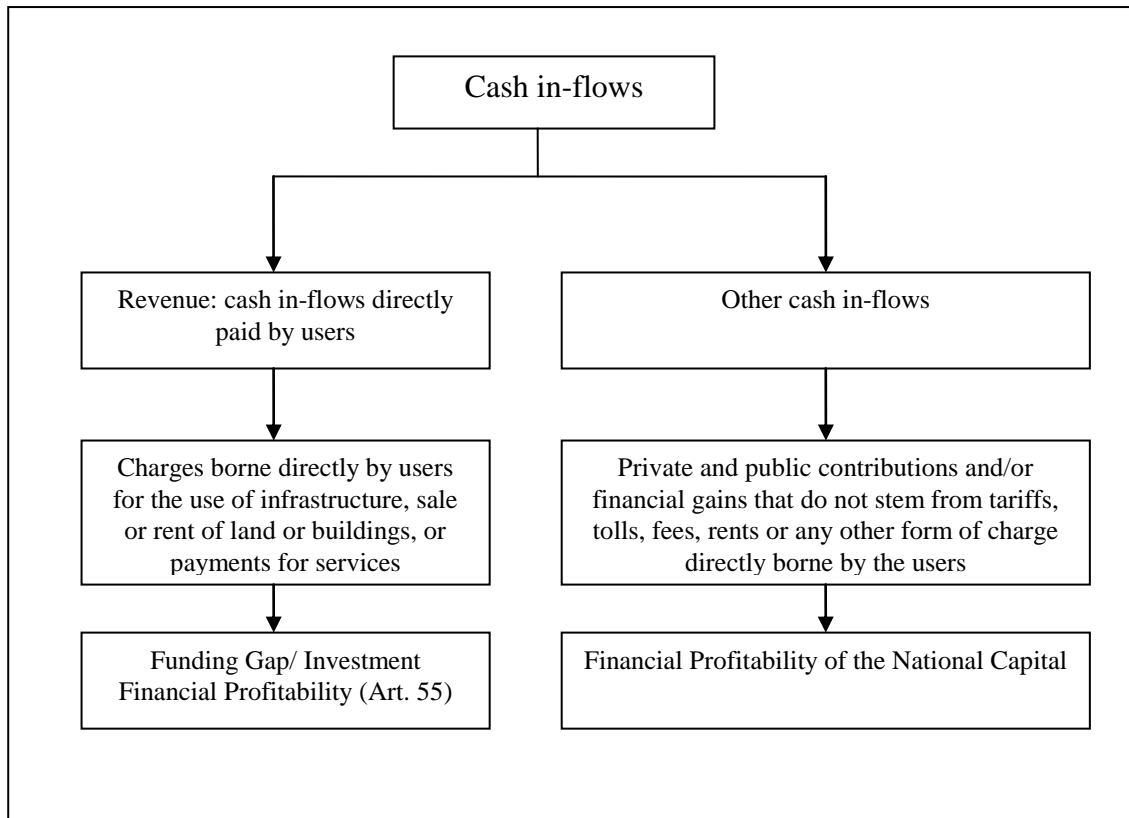 Cash in-flows
Revenue: cash in-flows directly
paid by users
Other cash in-flows
Charges borne directly by users
for the use of infrastructure, sale
or rent of land or buildings, or
payments for services
Private and public contributions and/or
financial gains that do not stem from tariffs,
tolls, fees, rents or any other form of charge
directly borne by the users
Funding Gap/ Investment
Financial Profitability (Art. 55)
Financial Profitability of the National Capital